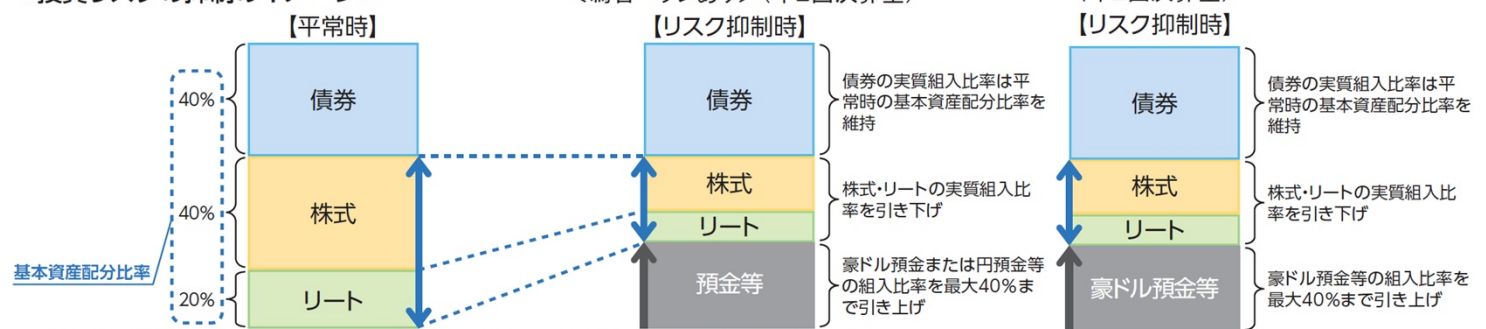 【平常時】
40%
債券
40%
株式
20%
リート
基本資産配分比率
【リスク抑制時】
債券
株式
リート
預金等
債券の実質組入比率は平
常時の基本資産配分比率を
維持
株式・リートの実質組入比
率を引き下げ
豪ドル預金または円預金等
の組入比率を最大40%ま
で引き上げ
【リスク抑制時】
債券
株式
リート
豪ドル預金等
債券の実質組入比率は平
常時の基本資産配分比率を
維持
株式・リートの実質組入比
率を引き下げ
豪ドル預金等の組入比率を
最大40%まで引き上げ